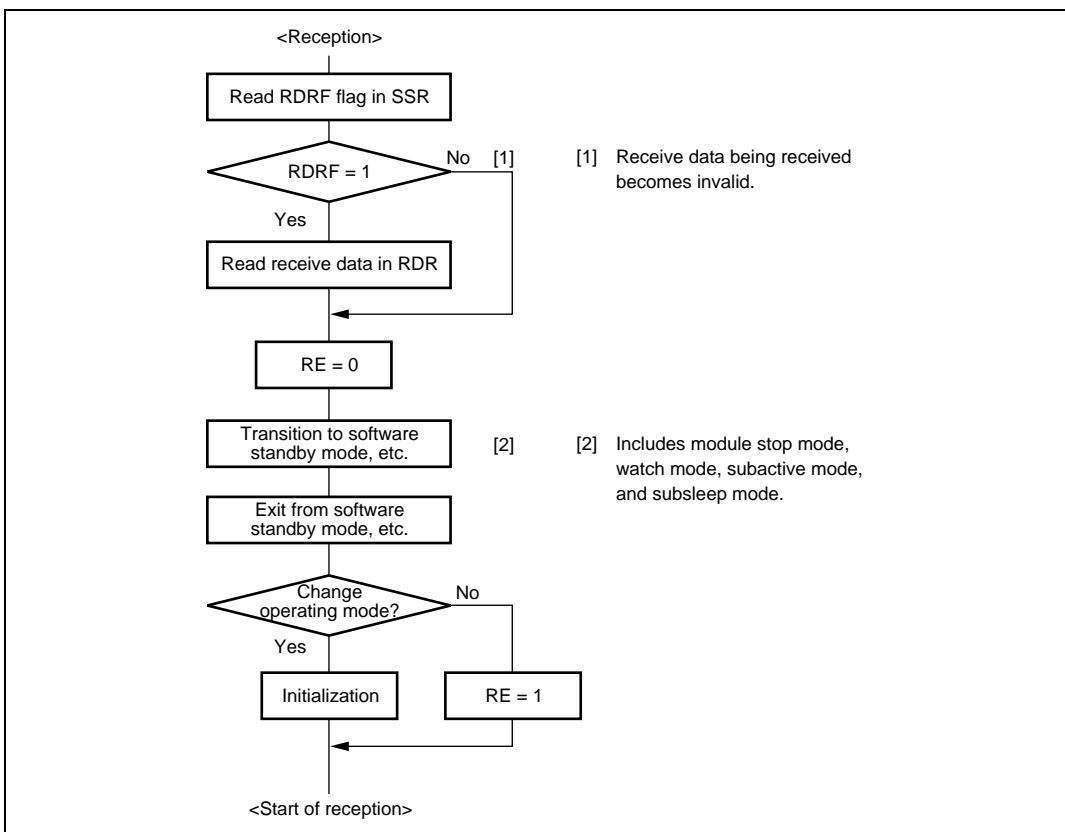 <Reception>
Read RDRF flag in SSR
RDRF = 1
No
[1]
[1] Receive data being received
becomes invalid.
Yes
Read receive data in RDR
RE = 0
Transition to software
standby mode, etc.
[2]
[2] Includes module stop mode,
watch mode, subactive mode,
and subsleep mode.
Exit from software
standby mode, etc.
Change
operating mode?
No
Yes
Initialization
RE = 1
<Start of reception>